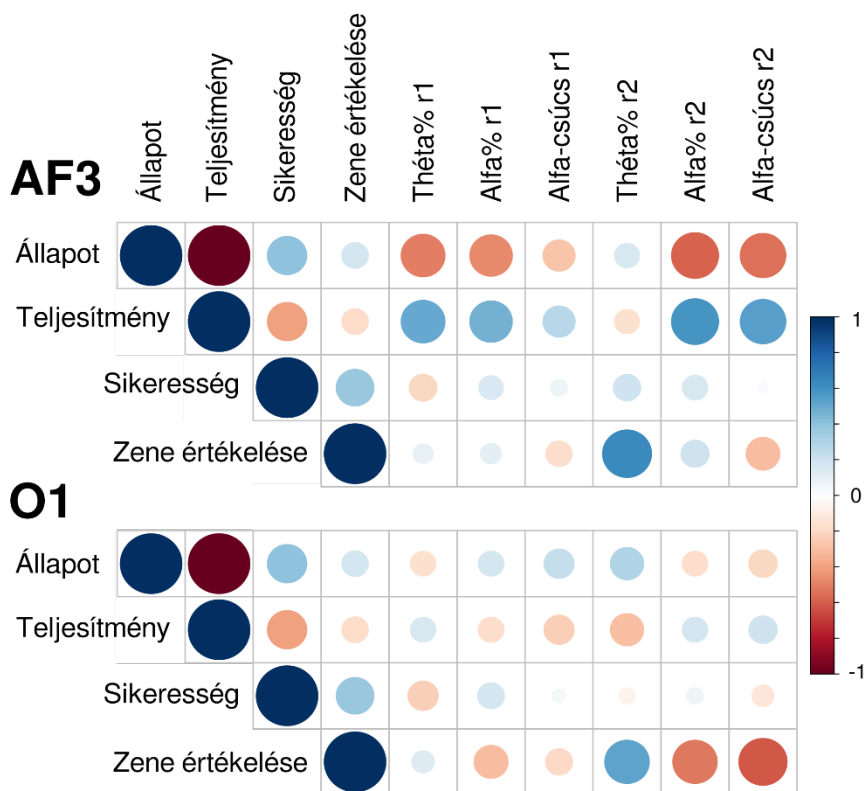 Állapot
Teljesítmény
Sikeresség
Zene értékelése
Théta% r1
Alfa% r1
Alfa-csúcs r1
Théta% r2
Alfa% r2
Alfa-csúcs r2
AF3
Állapot
Teljesítmény
Sikeresség
Zene értékelése
O1
Állapot
Teljesítmény
Sikeresség
Zene értékelése
1
0
-1